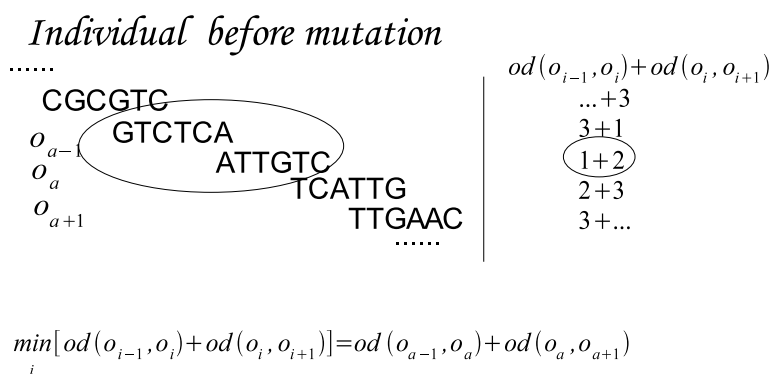 Individual before mutation
......
od(o_{i-1},o_i)+od(o_i,o_{i+1})
CGCGTC
...+3
o_{a-1}
GTCTCA
3+1
o_a
ATTGTC
1+2
TCATTG
2+3
o_{a+1}
TTGAAC
3+...
......
min_i[od(o_{i-1},o_i)+od(o_i,o_{i+1})]=od(o_{a-1},o_a)+od(o_a,o_{a+1})